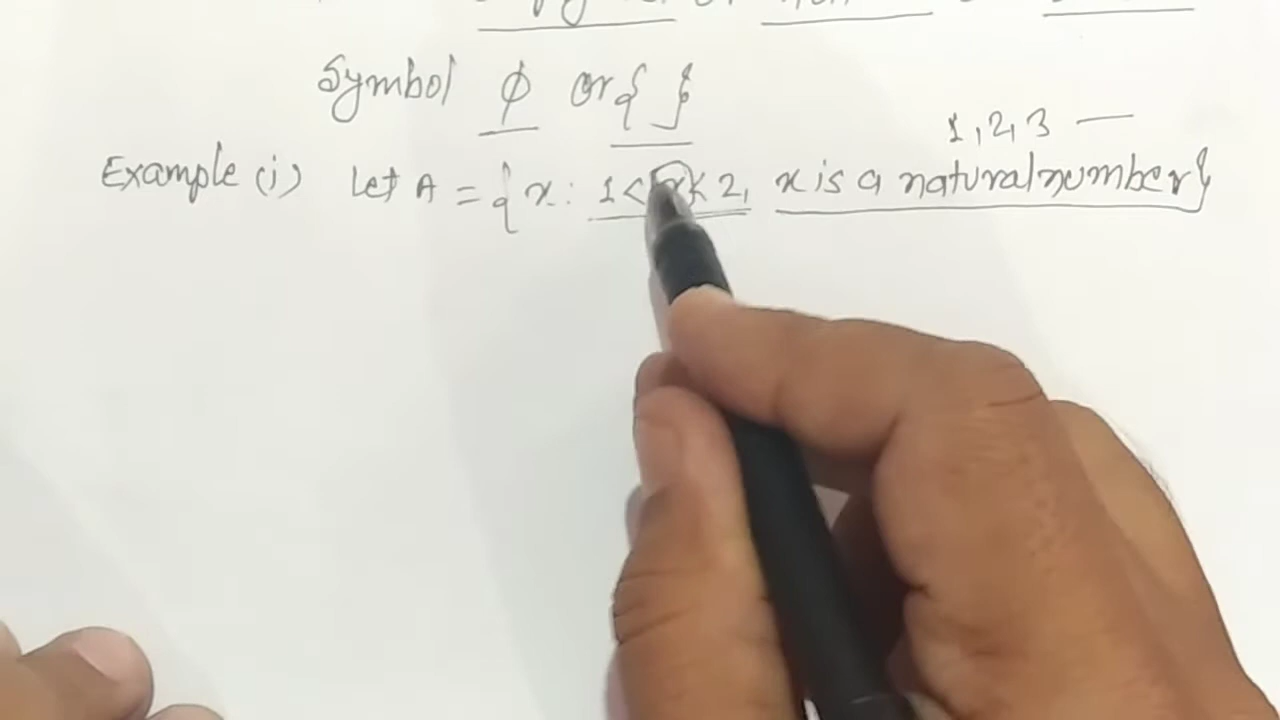 Symbol ϕ or { }
1, 2, 3 —
Example (i) Let A = { x : 1 < x < 2, x is a natural number }